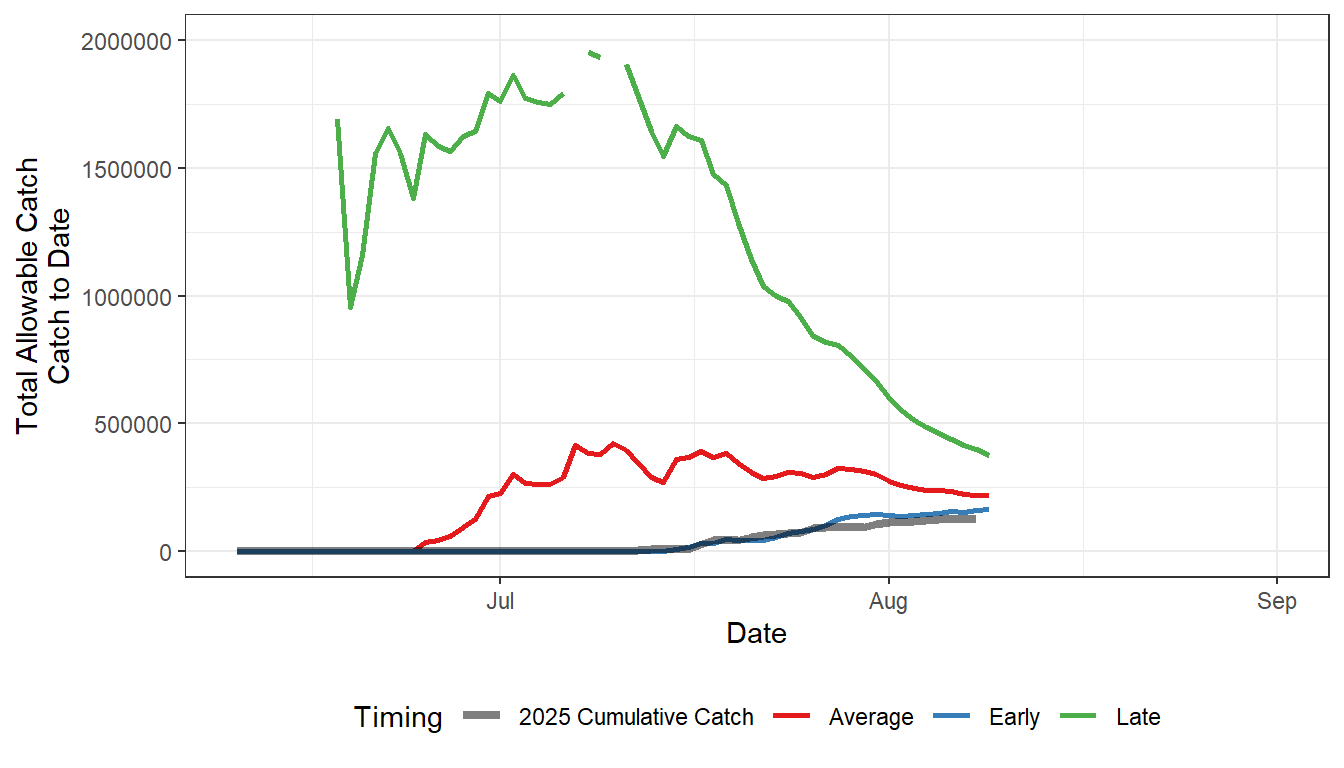 Total Allowable Catch
Catch to Date
2000000
1500000
1000000
500000
0
Jul Aug Sep
Date
Timing 2025 Cumulative Catch Average Early Late